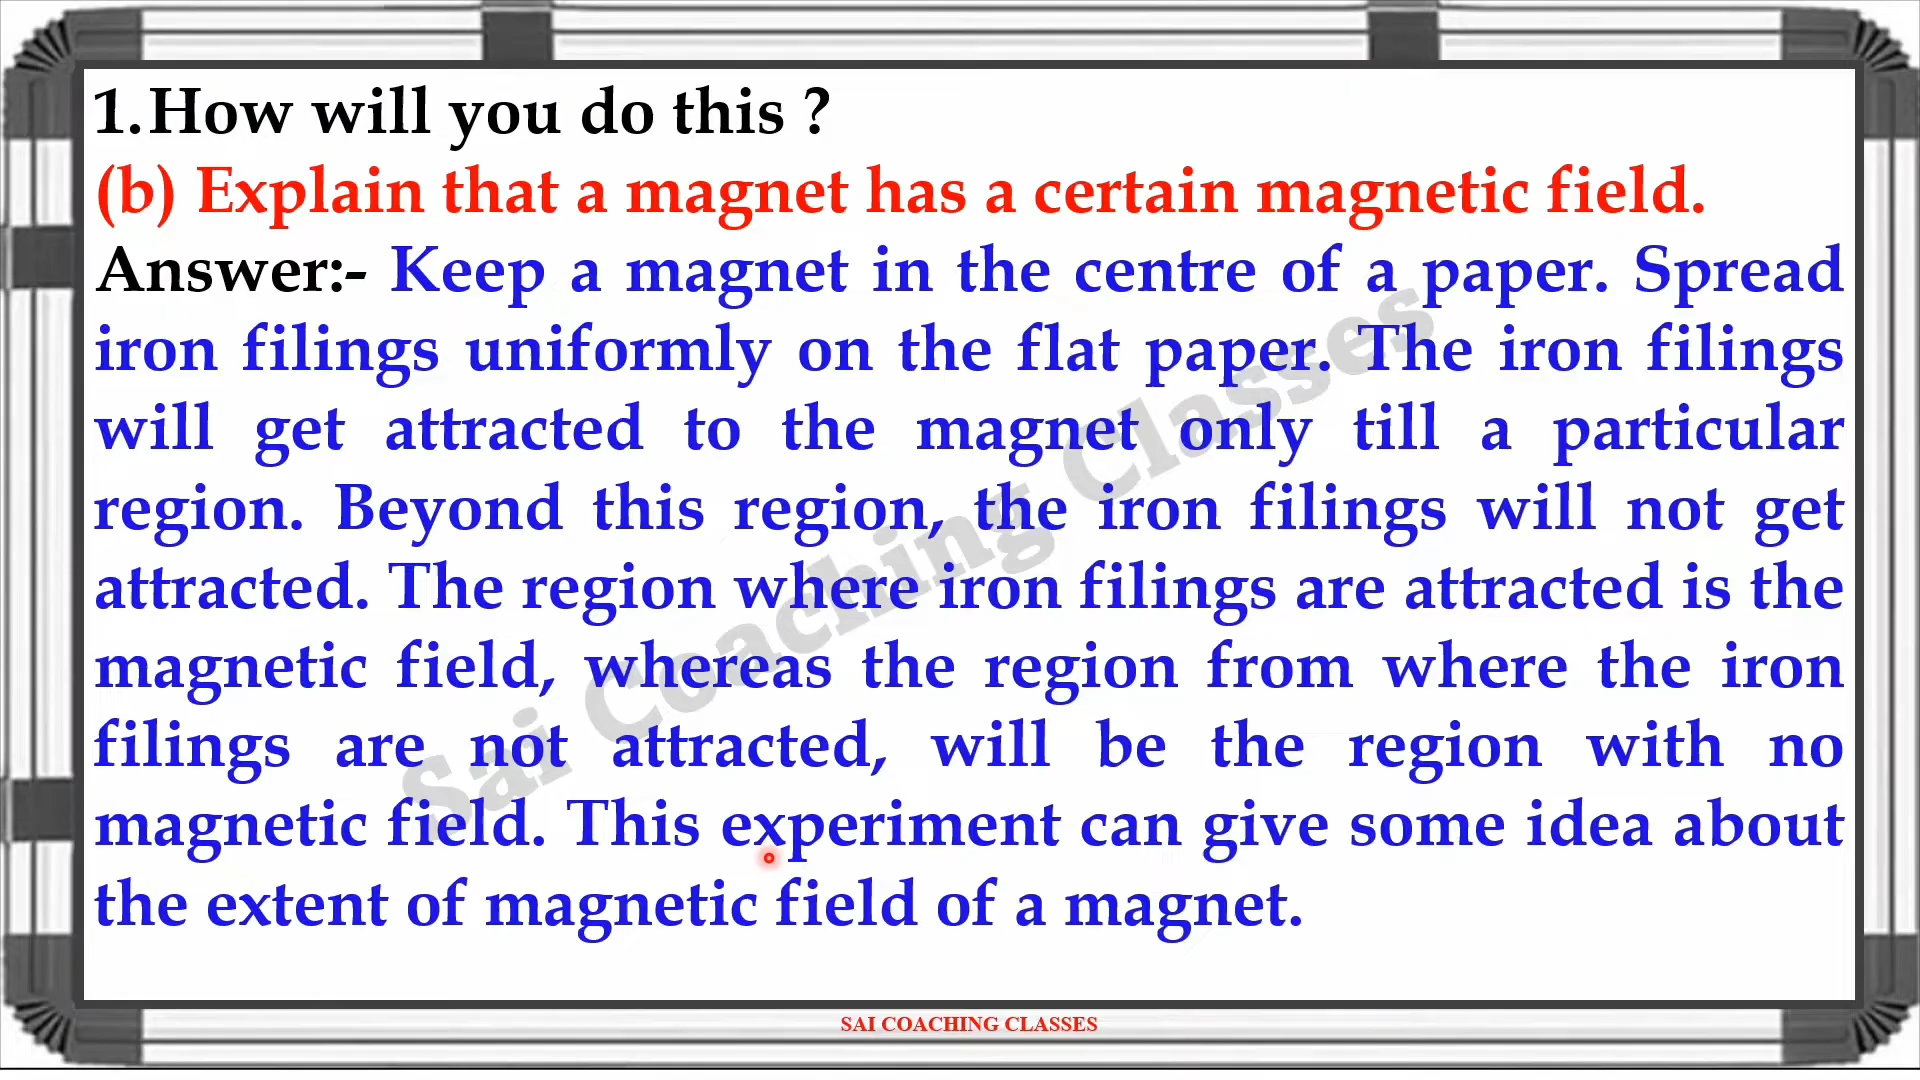 1.How will you do this ?
(b) Explain that a magnet has a certain magnetic field.
Answer:- Keep a magnet in the centre of a paper. Spread
iron filings uniformly on the flat paper. The iron filings
will get attracted to the magnet only till a particular
region. Beyond this region, the iron filings will not get
attracted. The region where iron filings are attracted is the
magnetic field, whereas the region from where the iron
filings are not attracted, will be the region with no
magnetic field. This experiment can give some idea about
the extent of magnetic field of a magnet.
Sai Coaching Classes
SAI COACHING CLASSES